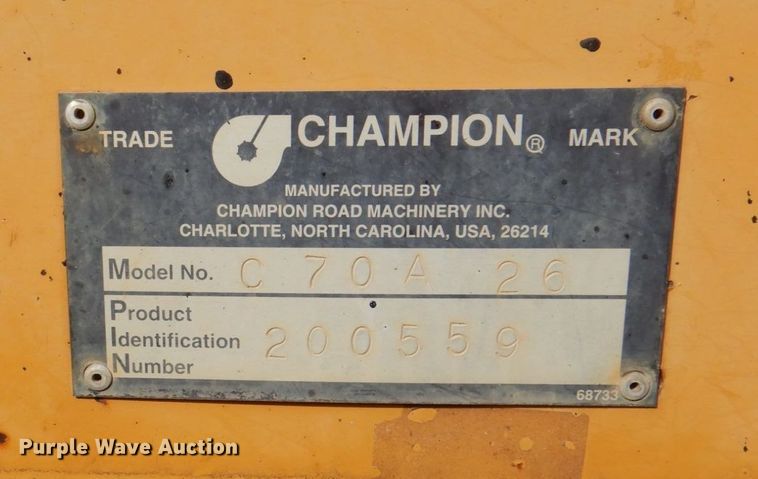 TRADE CHAMPION® MARK
MANUFACTURED BY
CHAMPION ROAD MACHINERY INC.
CHARLOTTE, NORTH CAROLINA, USA, 26214
Model No. C 70A 26
Product
Identification 200559
Number
68733
Purple Wave Auction